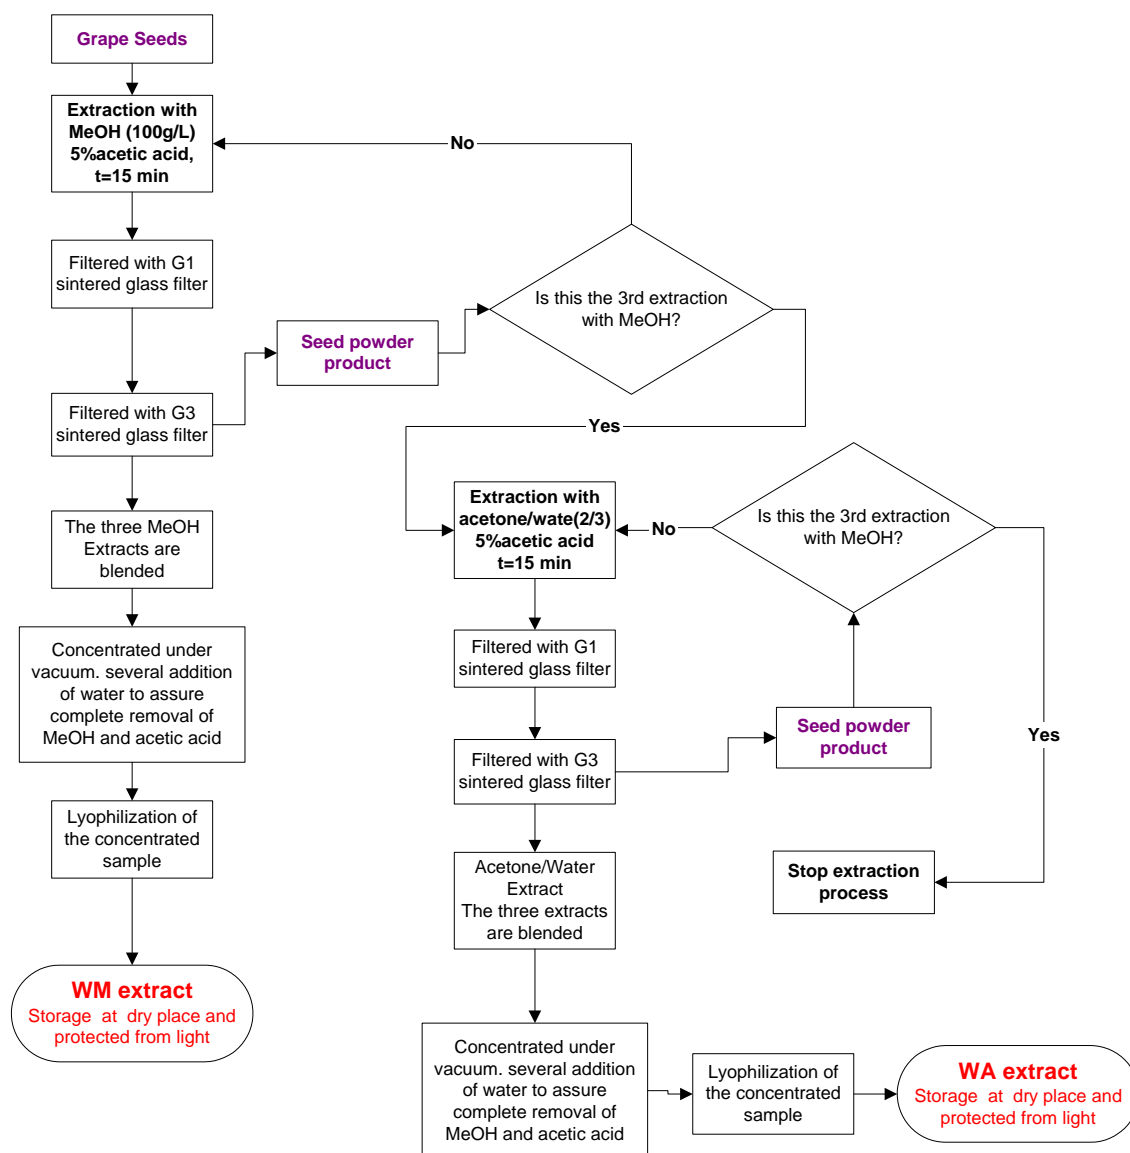 Grape Seeds
Extraction with
MeOH (100g/L)
5%acetic acid,
t=15 min
No
Filtered with G1
sintered glass filter
Is this the 3rd extraction
with MeOH?
Seed powder
product
Filtered with G3
sintered glass filter
Yes
The three MeOH
Extracts are
blended
Extraction with
acetone/wate(2/3)
5%acetic acid
t=15 min
No
Is this the 3rd extraction
with MeOH?
Concentrated under
vacuum. several addition
of water to assure
complete removal of
MeOH and acetic acid
Filtered with G1
sintered glass filter
Seed powder
product
Yes
Filtered with G3
sintered glass filter
Lyophilization of
the concentrated
sample
Acetone/Water
Extract
The three extracts
are blended
Stop extraction
process
WM extract
Storage at dry place and
protected from light
Concentrated under
vacuum. several addition
of water to assure
complete removal of
MeOH and acetic acid
Lyophilization of
the concentrated
sample
WA extract
Storage at dry place and
protected from light